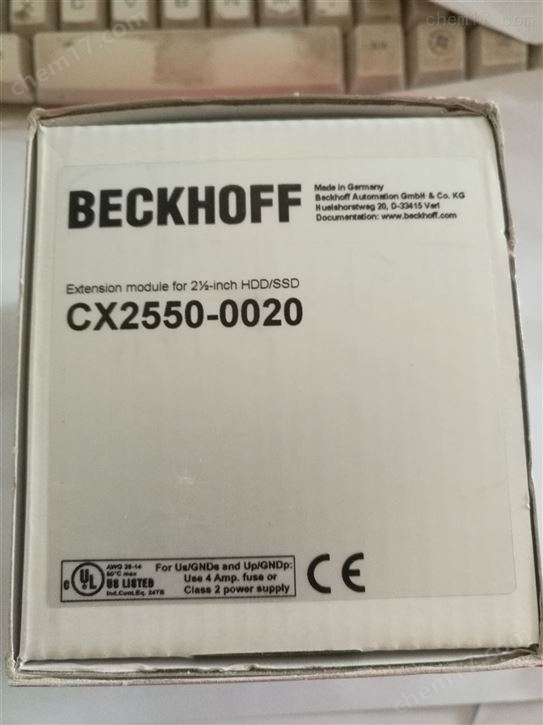 BECKHOFF
Made in Germany
Beckhoff Automation GmbH & Co. KG
Huelshorstweg 20, D-33415 Verl
Documentation: www.beckhoff.com
Extension module for 2½-inch HDD/SSD
CX2550-0020
C UL US LISTED
AWG 28-14
60°C max
Ind.Cont.Eq. 24TB
For Us/GNDs and Up/GNDp:
Use 4 Amp. fuse or
Class 2 power supply
CE
chem17.com